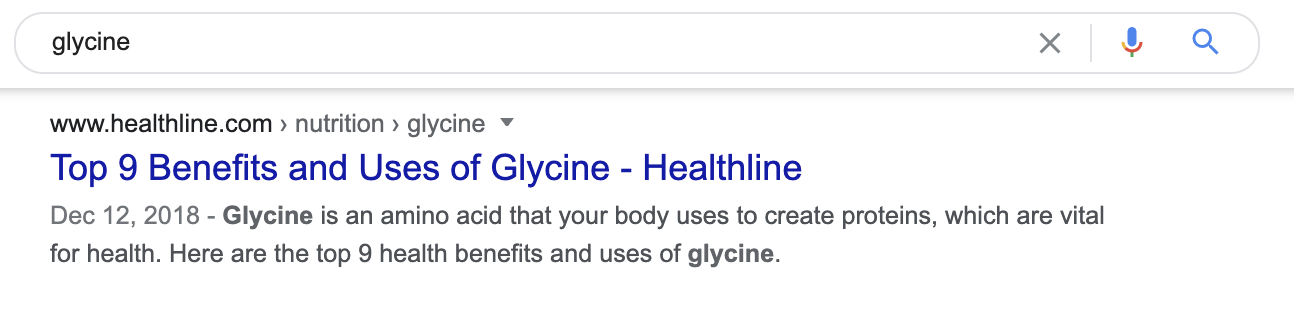 glycine
www.healthline.com › nutrition › glycine
Top 9 Benefits and Uses of Glycine - Healthline
Dec 12, 2018 - Glycine is an amino acid that your body uses to create proteins, which are vital
for health. Here are the top 9 health benefits and uses of glycine.